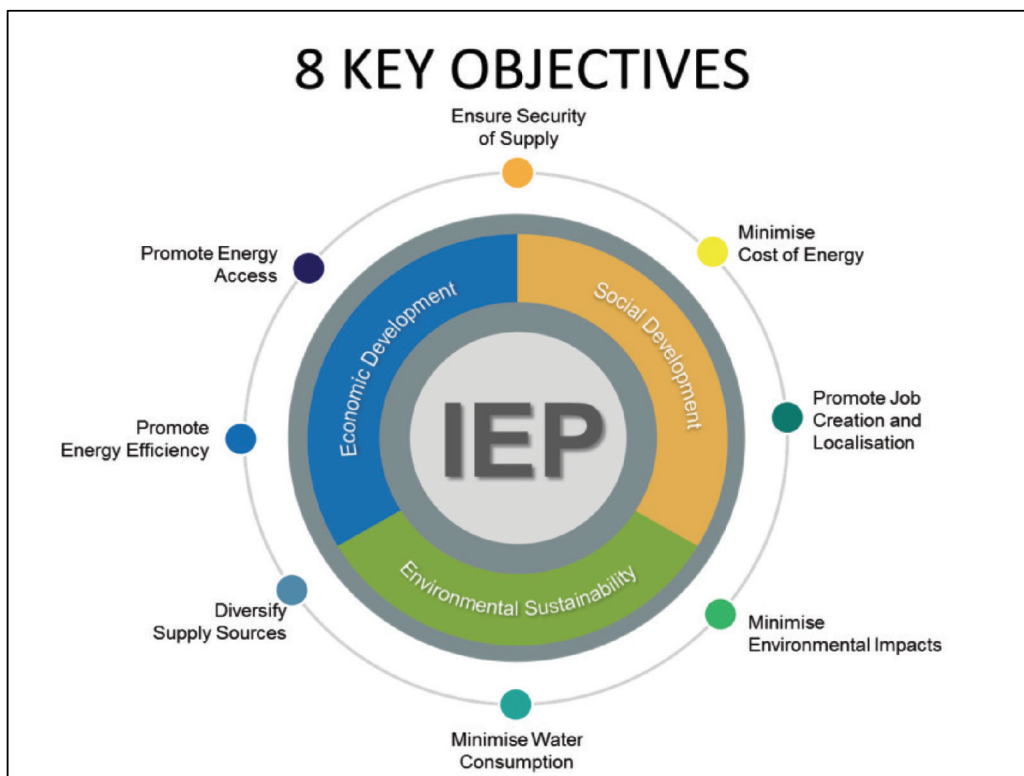 8 KEY OBJECTIVES
Ensure Security
of Supply
Minimise
Cost of Energy
Promote Job
Creation and
Localisation
Minimise
Environmental Impacts
Minimise Water
Consumption
Diversify
Supply Sources
Promote
Energy Efficiency
Promote Energy
Access
Economic Development
Social Development
Environmental Sustainability
IEP